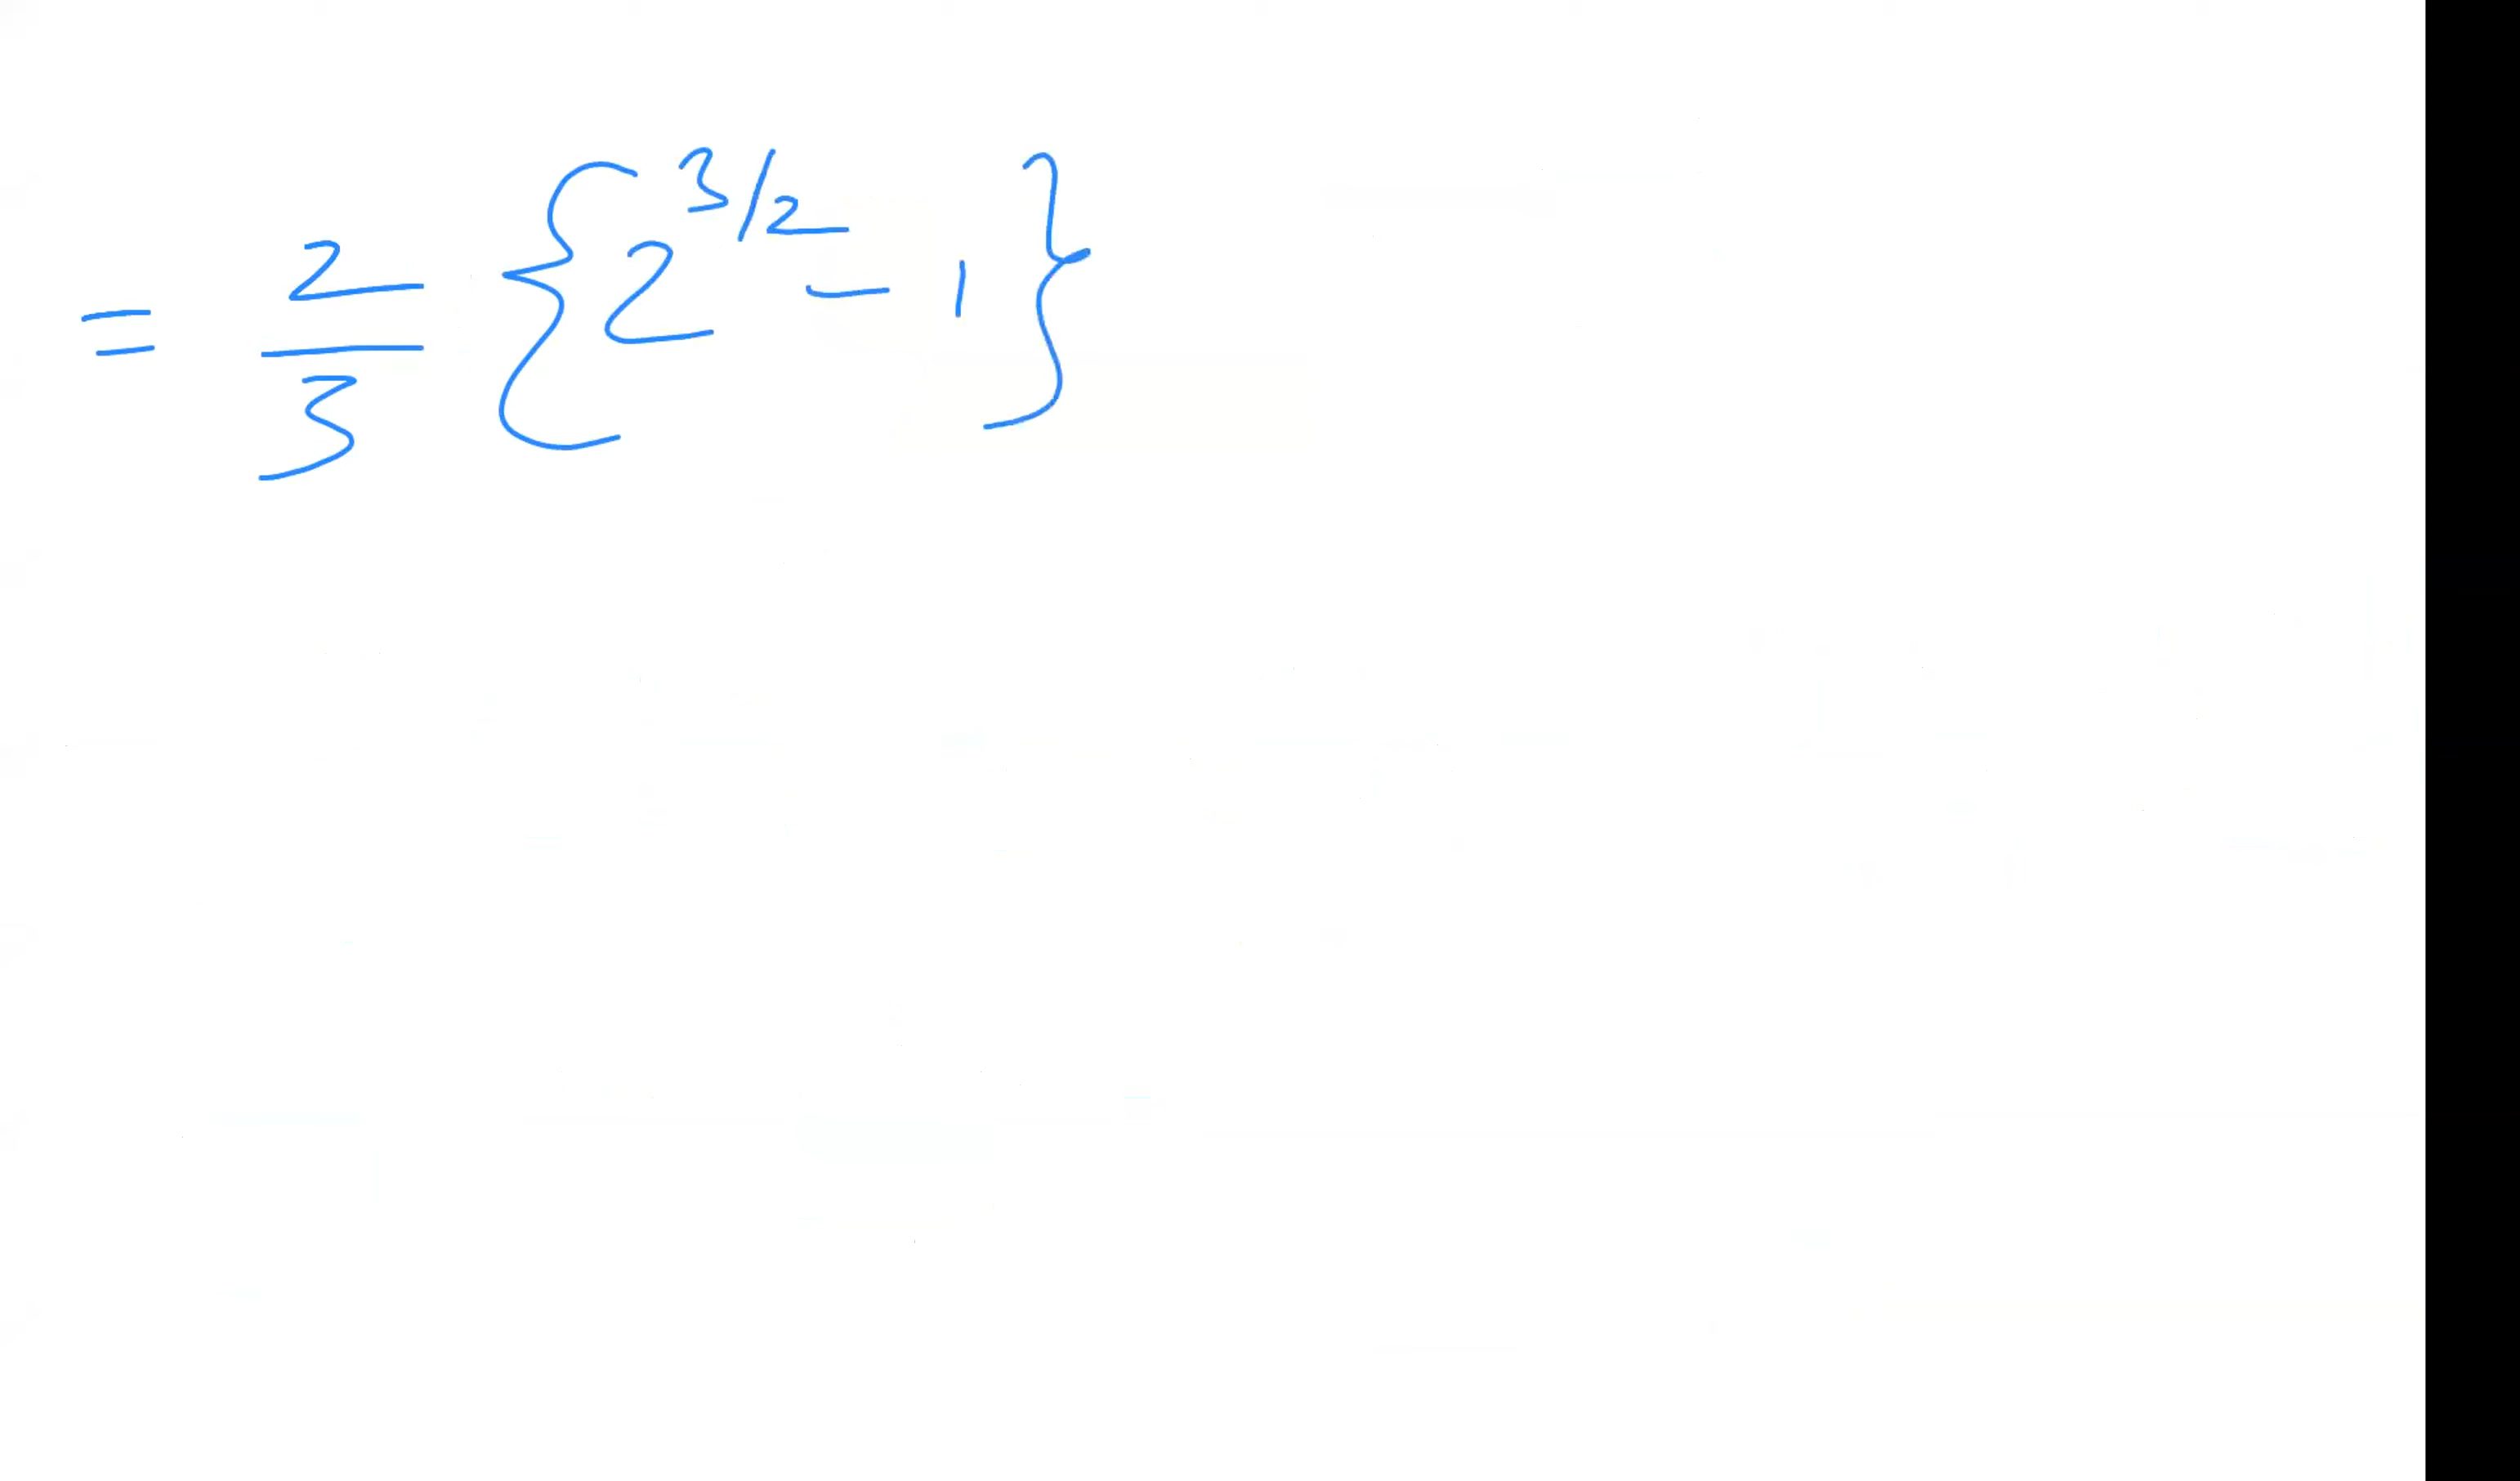 = 2/3 {2^{3/2} - 1}